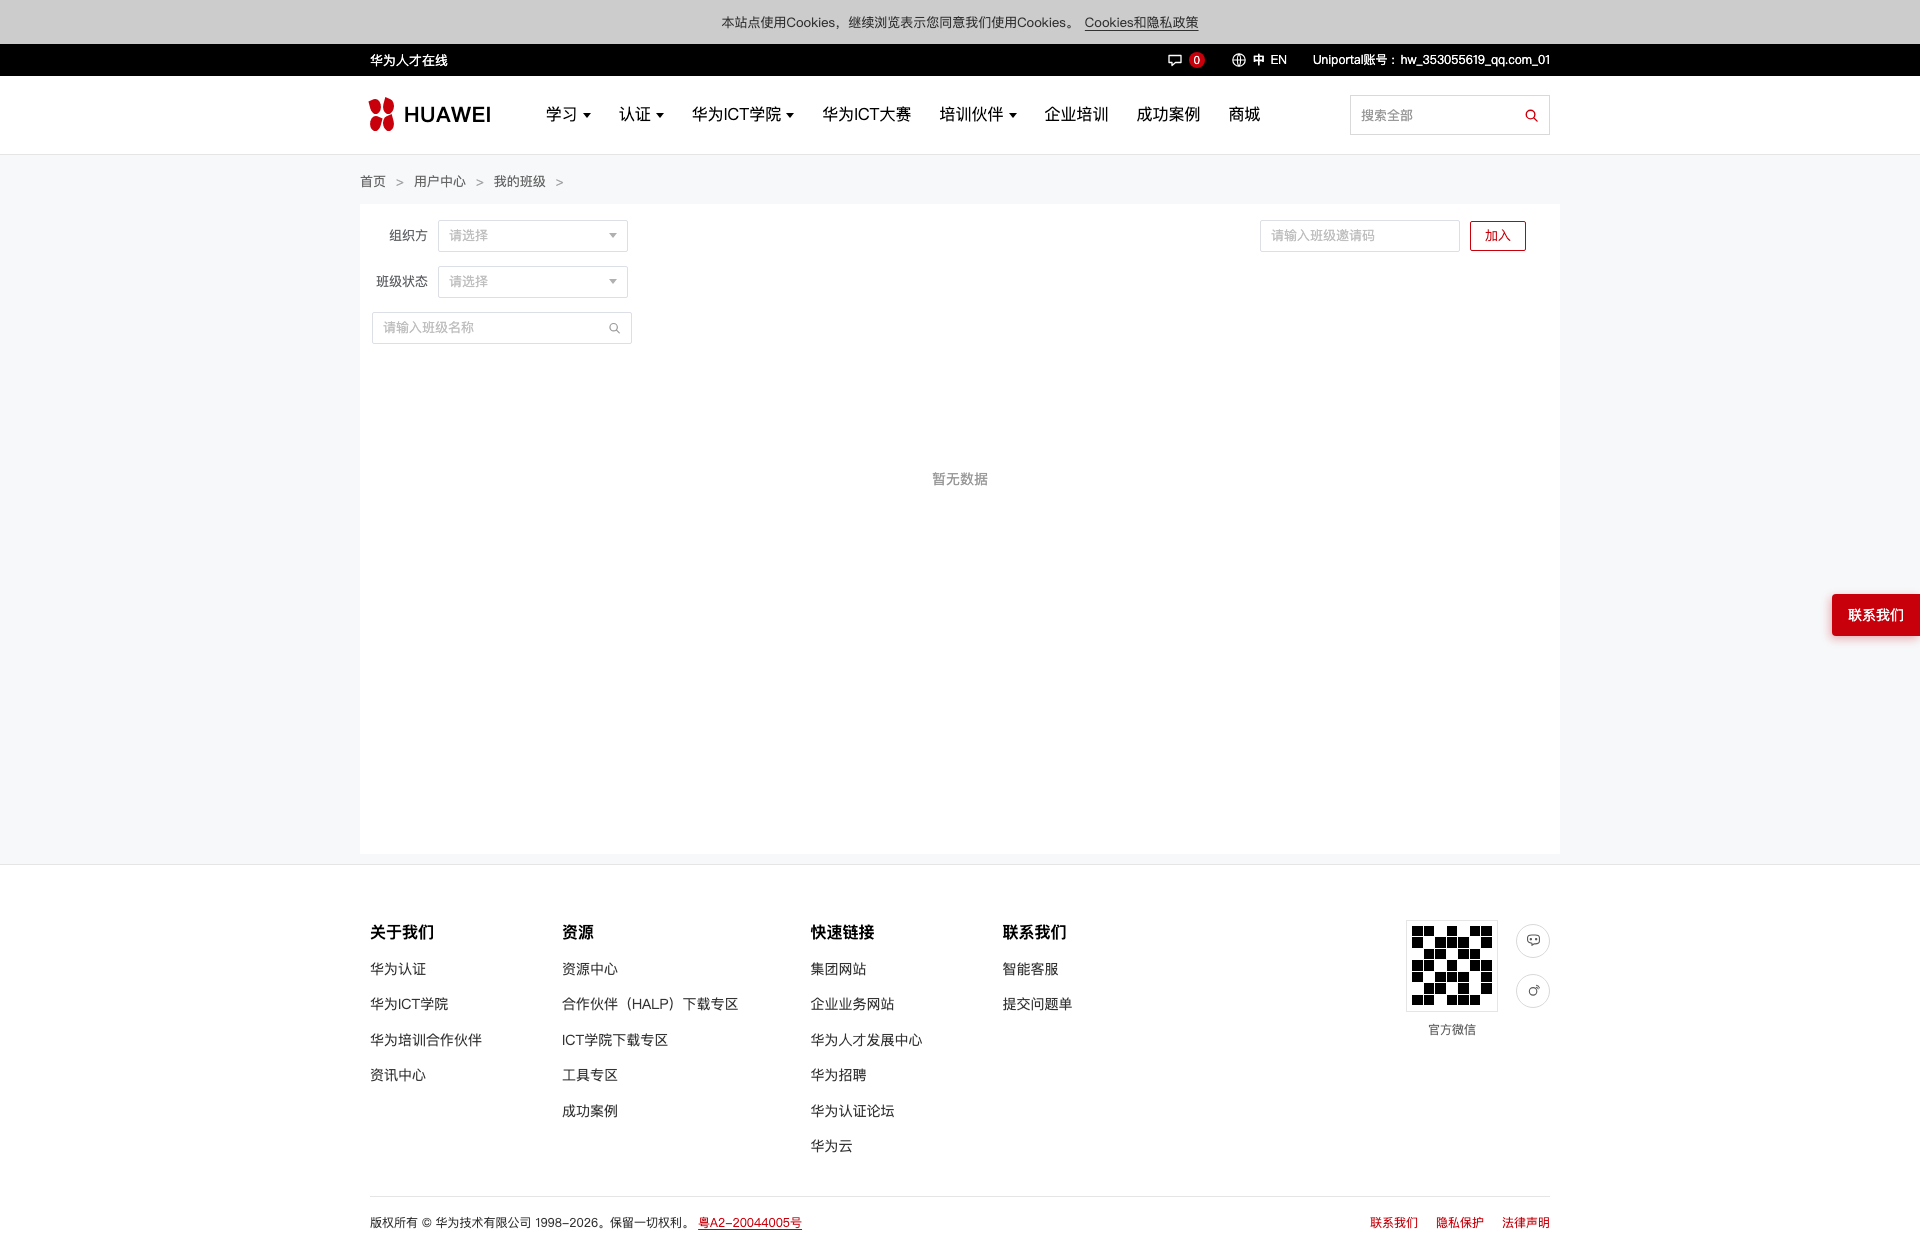 本站点使用Cookies，继续浏览表示您同意我们使用Cookies。 Cookies和隐私政策
华为人才在线 0 中 EN Uniportal账号： hw_353055619_qq.com_01
HUAWEI 学习 认证 华为ICT学院 华为ICT大赛 培训伙伴 企业培训 成功案例 商城 搜索全部
首页 > 用户中心 > 我的班级 >
组织方 请选择 请输入班级邀请码 加入
班级状态 请选择
请输入班级名称
暂无数据
联系我们
关于我们
华为认证
华为ICT学院
华为培训合作伙伴
资讯中心
资源
资源中心
合作伙伴（HALP）下载专区
ICT学院下载专区
工具专区
成功案例
快速链接
集团网站
企业业务网站
华为人才发展中心
华为招聘
华为认证论坛
华为云
联系我们
智能客服
提交问题单
官方微信
版权所有 © 华为技术有限公司 1998-2026。保留一切权利。 粤A2-20044005号 联系我们 隐私保护 法律声明